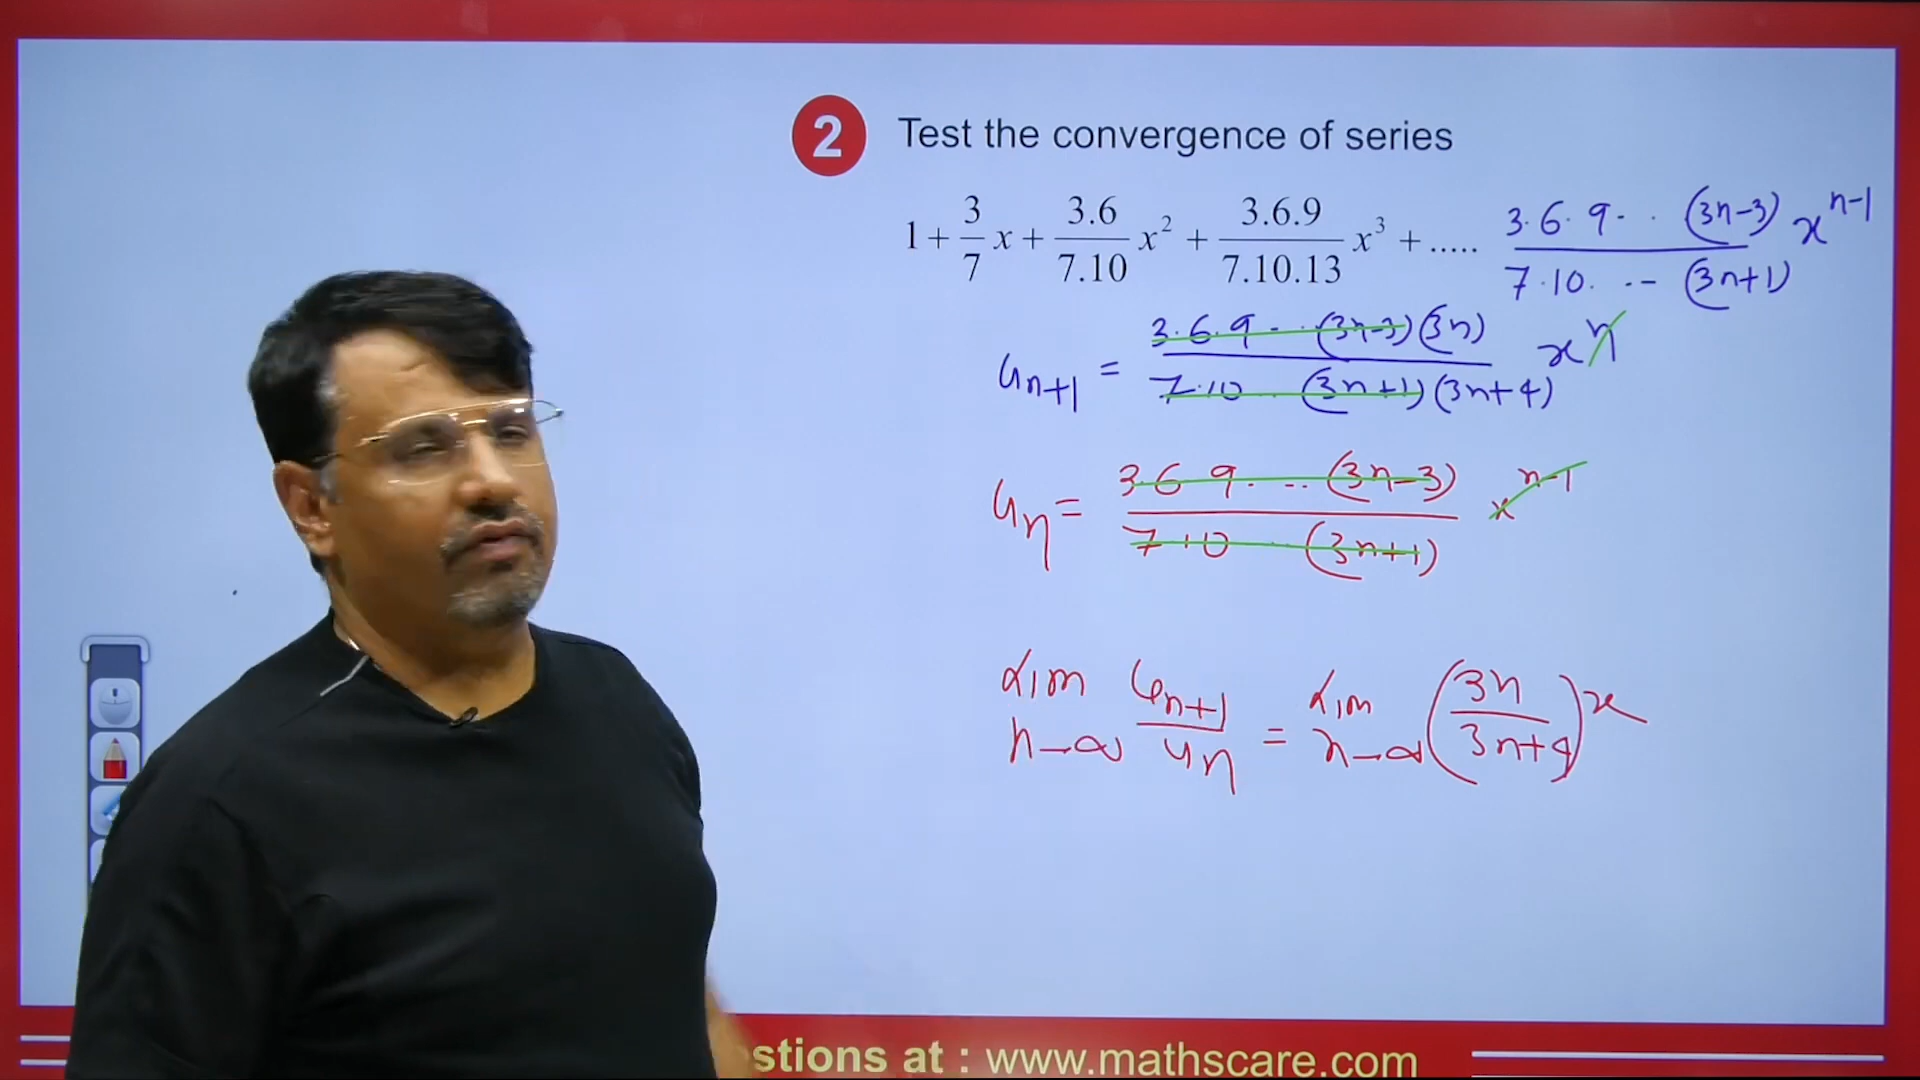 2 Test the convergence of series
1 + 3/7 x + 3.6/7.10 x² + 3.6.9/7.10.13 x³ + ..... 3·6·9·· (3n-3)/7·10···- (3n+1) x^(n-1)
u_(n+1) = 3·6·9-··(3n-3)(3n)/7·10··(3n+1)(3n+4) x^n
u_n = 3·6·9···(3n-3)/7·10··(3n+1) x^(n-1)
Lim n→∞ u_(n+1)/u_n = Lim n→∞ (3n/3n+4) x
stions at : www.mathscare.com